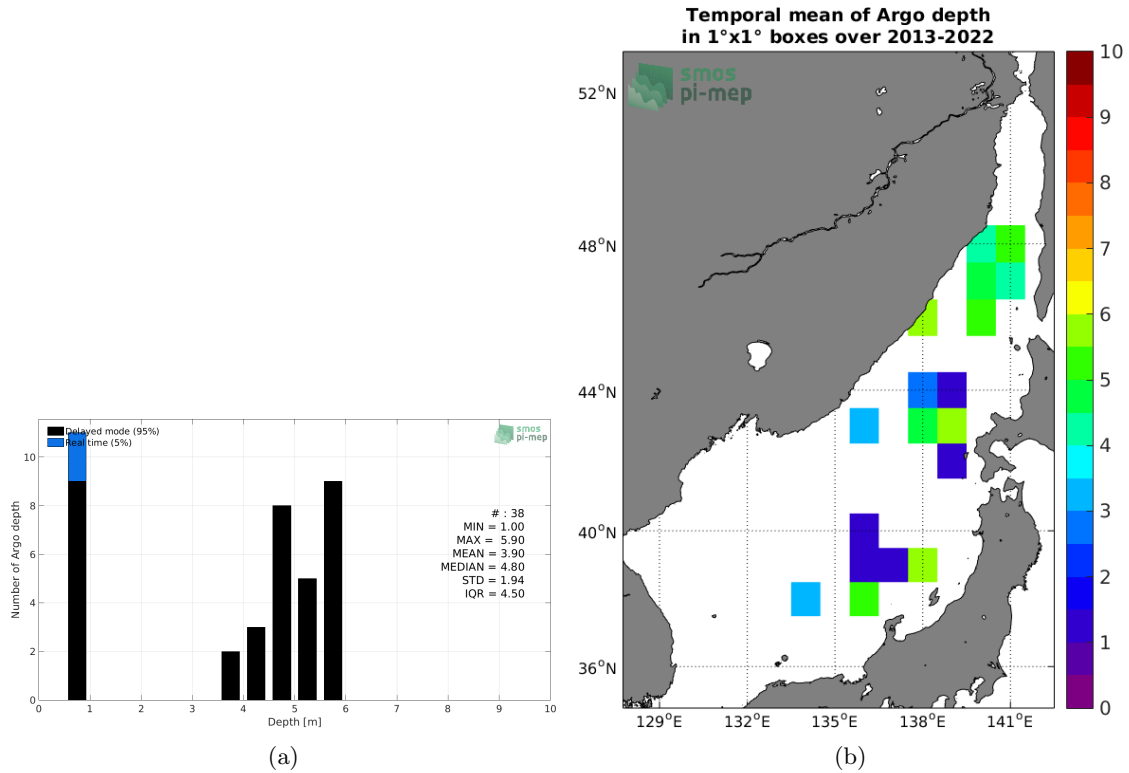 Temporal mean of Argo depth
in 1°x1° boxes over 2013-2022
smos
pi-mep
52°N
48°N
44°N
40°N
36°N
129°E
132°E
135°E
138°E
141°E
10
9
8
7
6
5
4
3
2
1
0
Delayed mode (95%)
Real time (5%)
smos
pi-mep
# : 38
MIN = 1.00
MAX = 5.90
MEAN = 3.90
MEDIAN = 4.80
STD = 1.94
IQR = 4.50
Number of Argo depth
10
8
6
4
2
0
0 1 2 3 4 5 6 7 8 9 10
Depth [m]
(a)
(b)